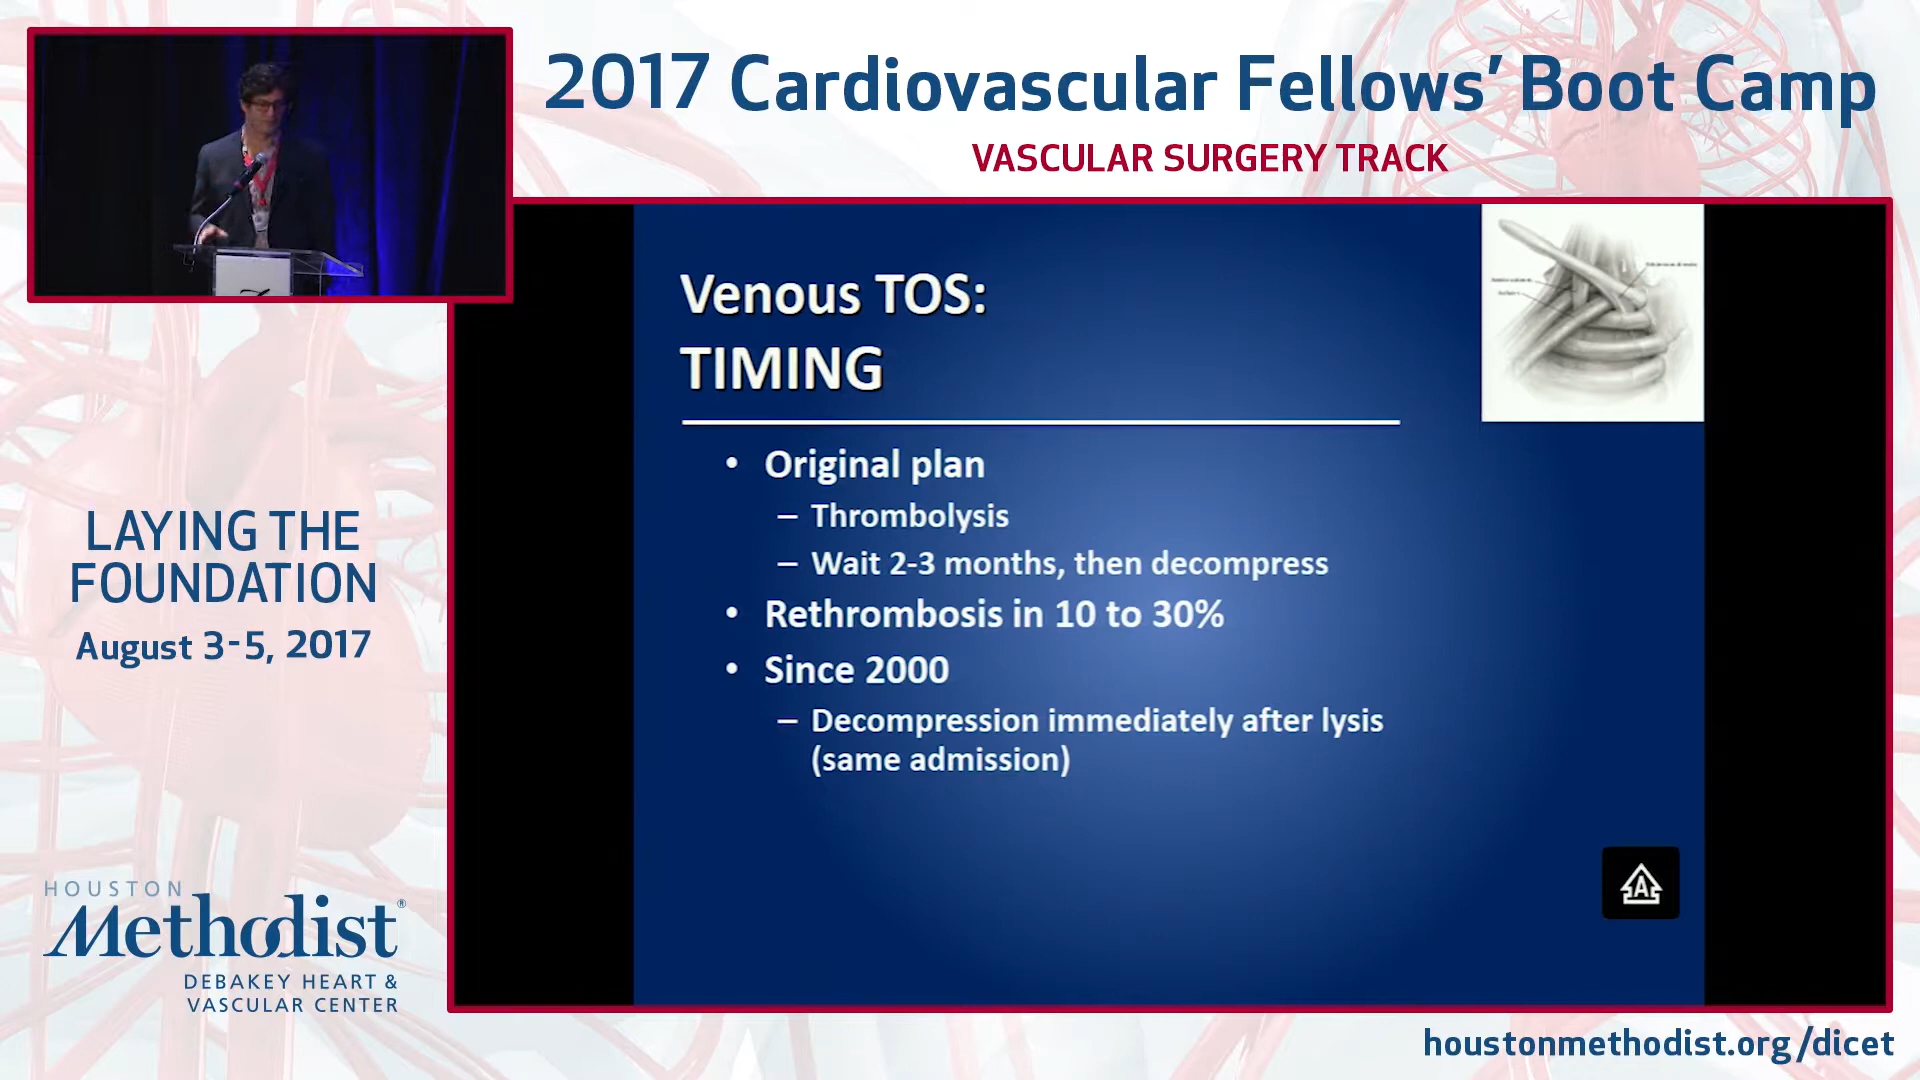 2017 Cardiovascular Fellows’ Boot Camp
VASCULAR SURGERY TRACK
Venous TOS:
TIMING
• Original plan
– Thrombolysis
– Wait 2-3 months, then decompress
• Rethrombosis in 10 to 30%
• Since 2000
– Decompression immediately after lysis
(same admission)
A
LAYING THE
FOUNDATION
August 3-5, 2017
HOUSTON
Methodist®
DEBAKEY HEART &
VASCULAR CENTER
houstonmethodist.org/dicet